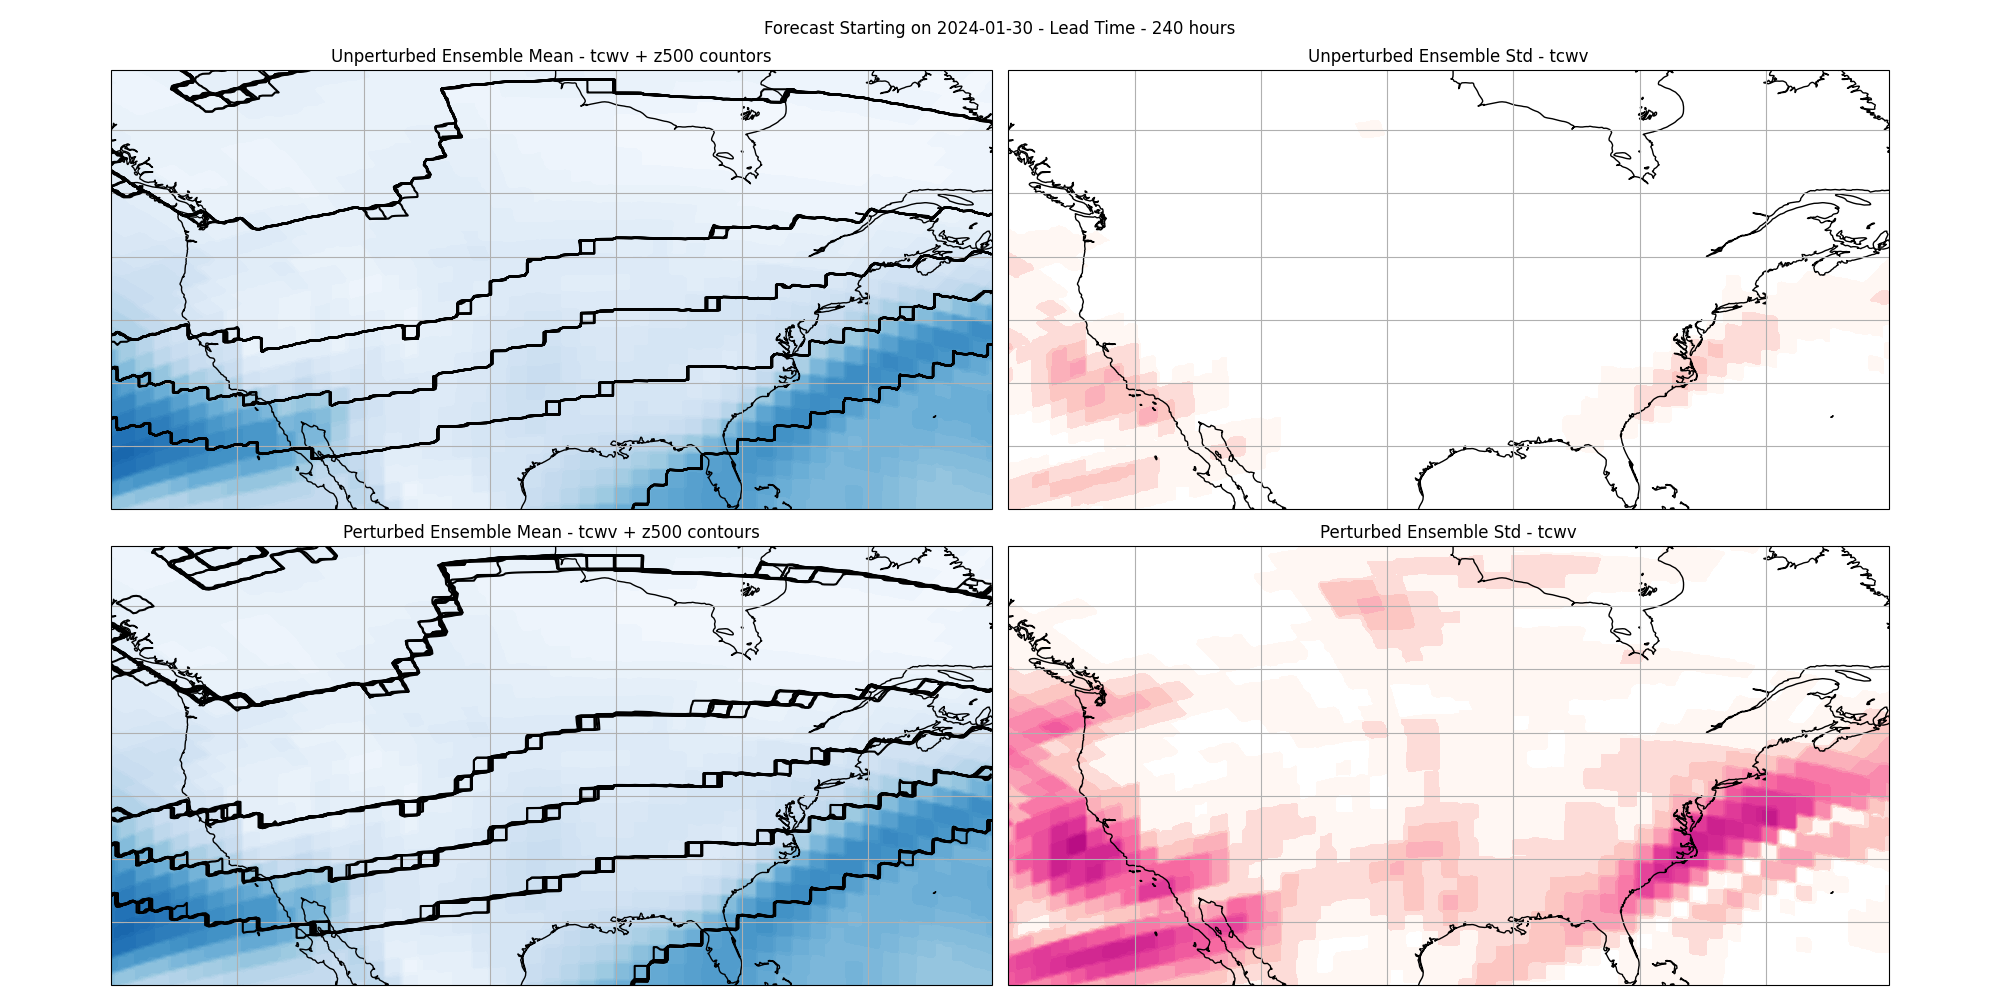 Forecast Starting on 2024-01-30 - Lead Time - 240 hours
Unperturbed Ensemble Mean - tcwv + z500 countors
Unperturbed Ensemble Std - tcwv
Perturbed Ensemble Mean - tcwv + z500 contours
Perturbed Ensemble Std - tcwv